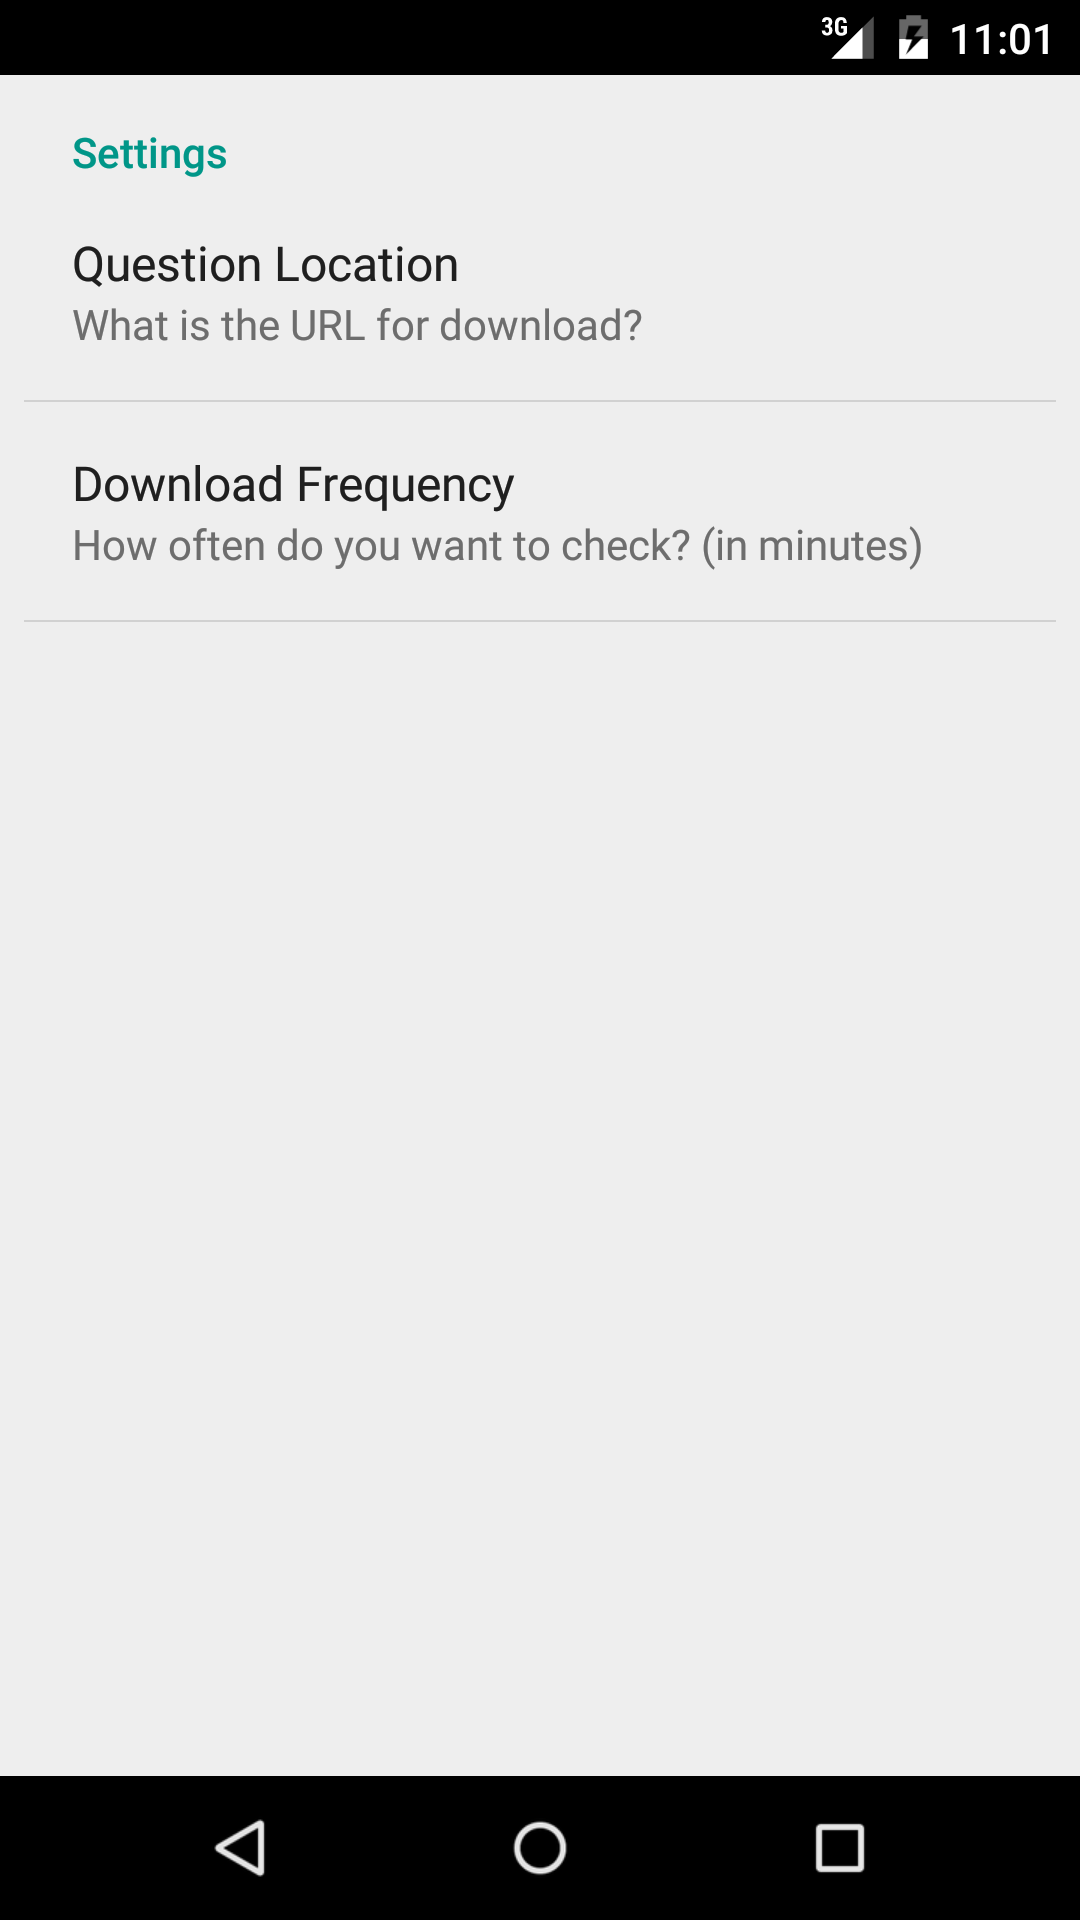 3G 11:01
Settings
Question Location
What is the URL for download?
Download Frequency
How often do you want to check? (in minutes)